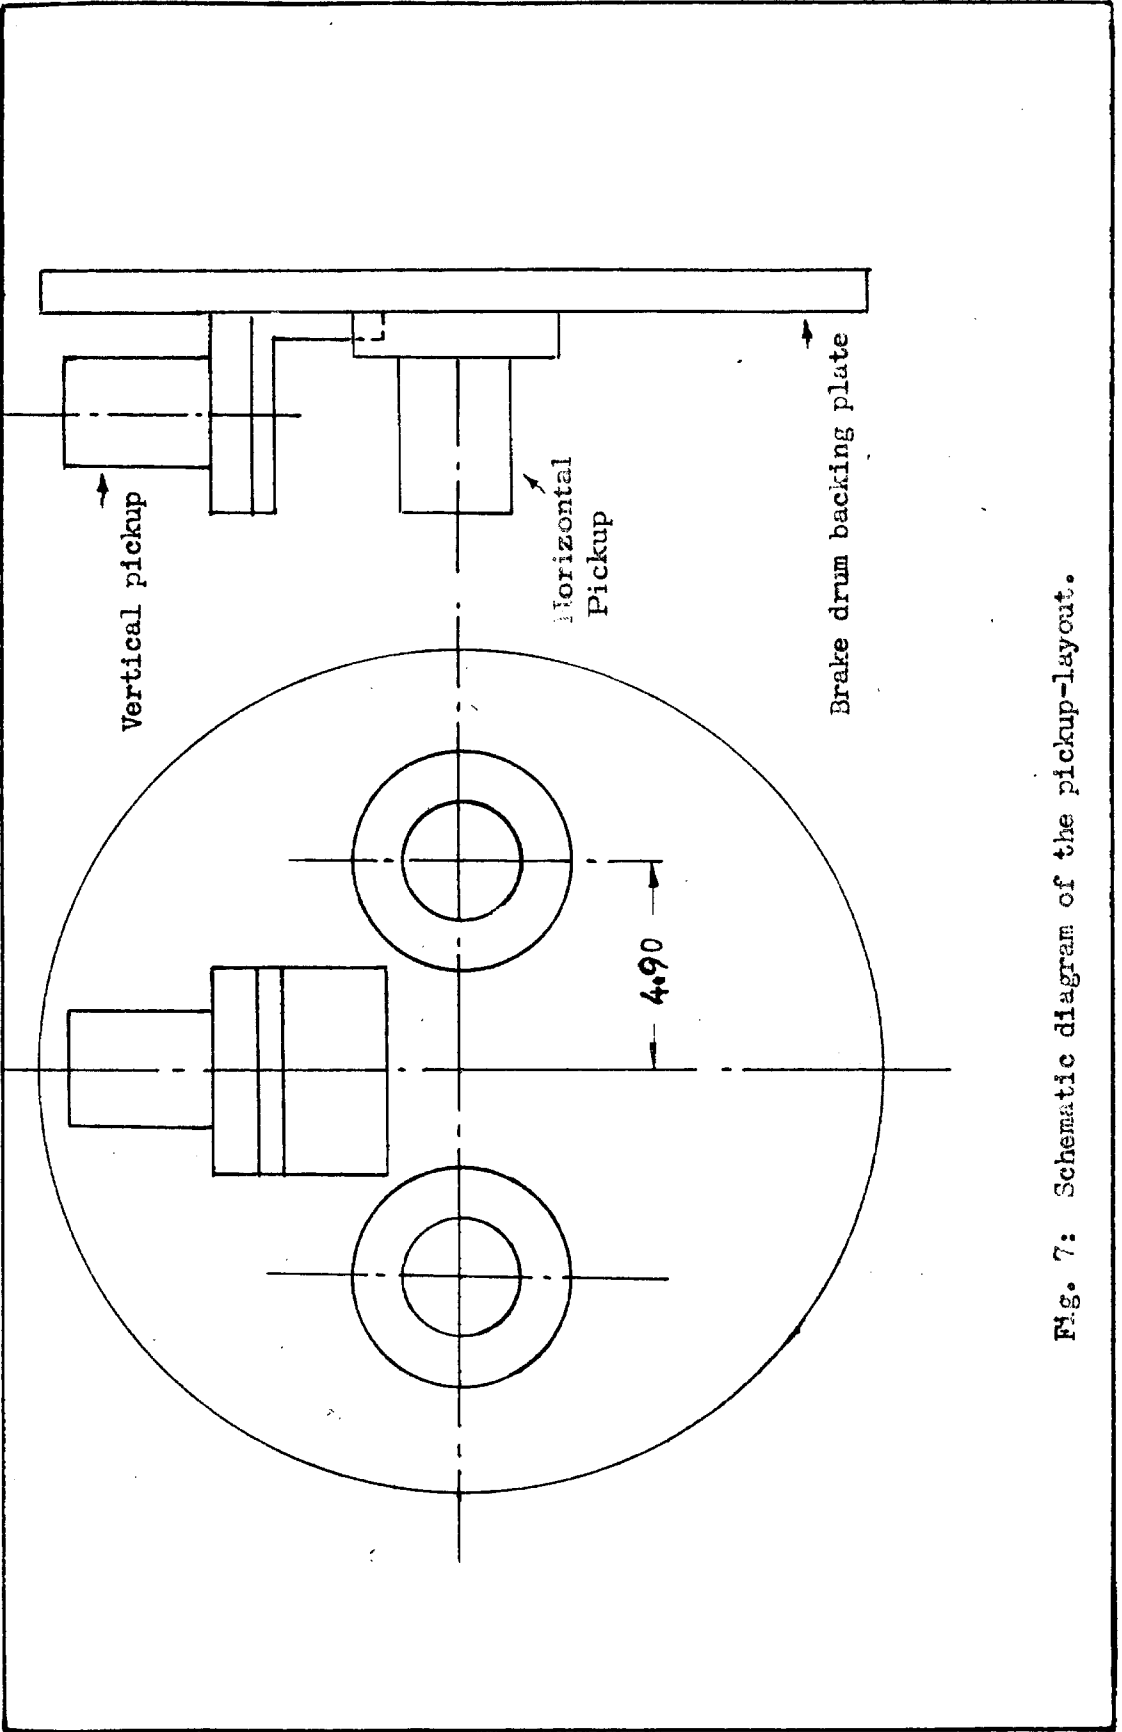 Vertical pickup
Horizontal
Pickup
Brake drum backing plate
4.90
Fig. 7: Schematic diagram of the pickup-layout.